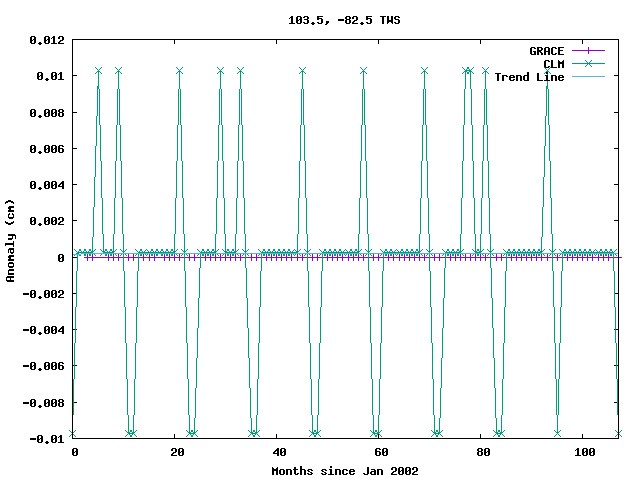 103.5, -82.5 TWS
GRACE
CLM
Trend Line
0.012
0.01
0.008
0.006
0.004
0.002
0
-0.002
-0.004
-0.006
-0.008
-0.01
Anomaly (cm)
0 20 40 60 80 100
Months since Jan 2002